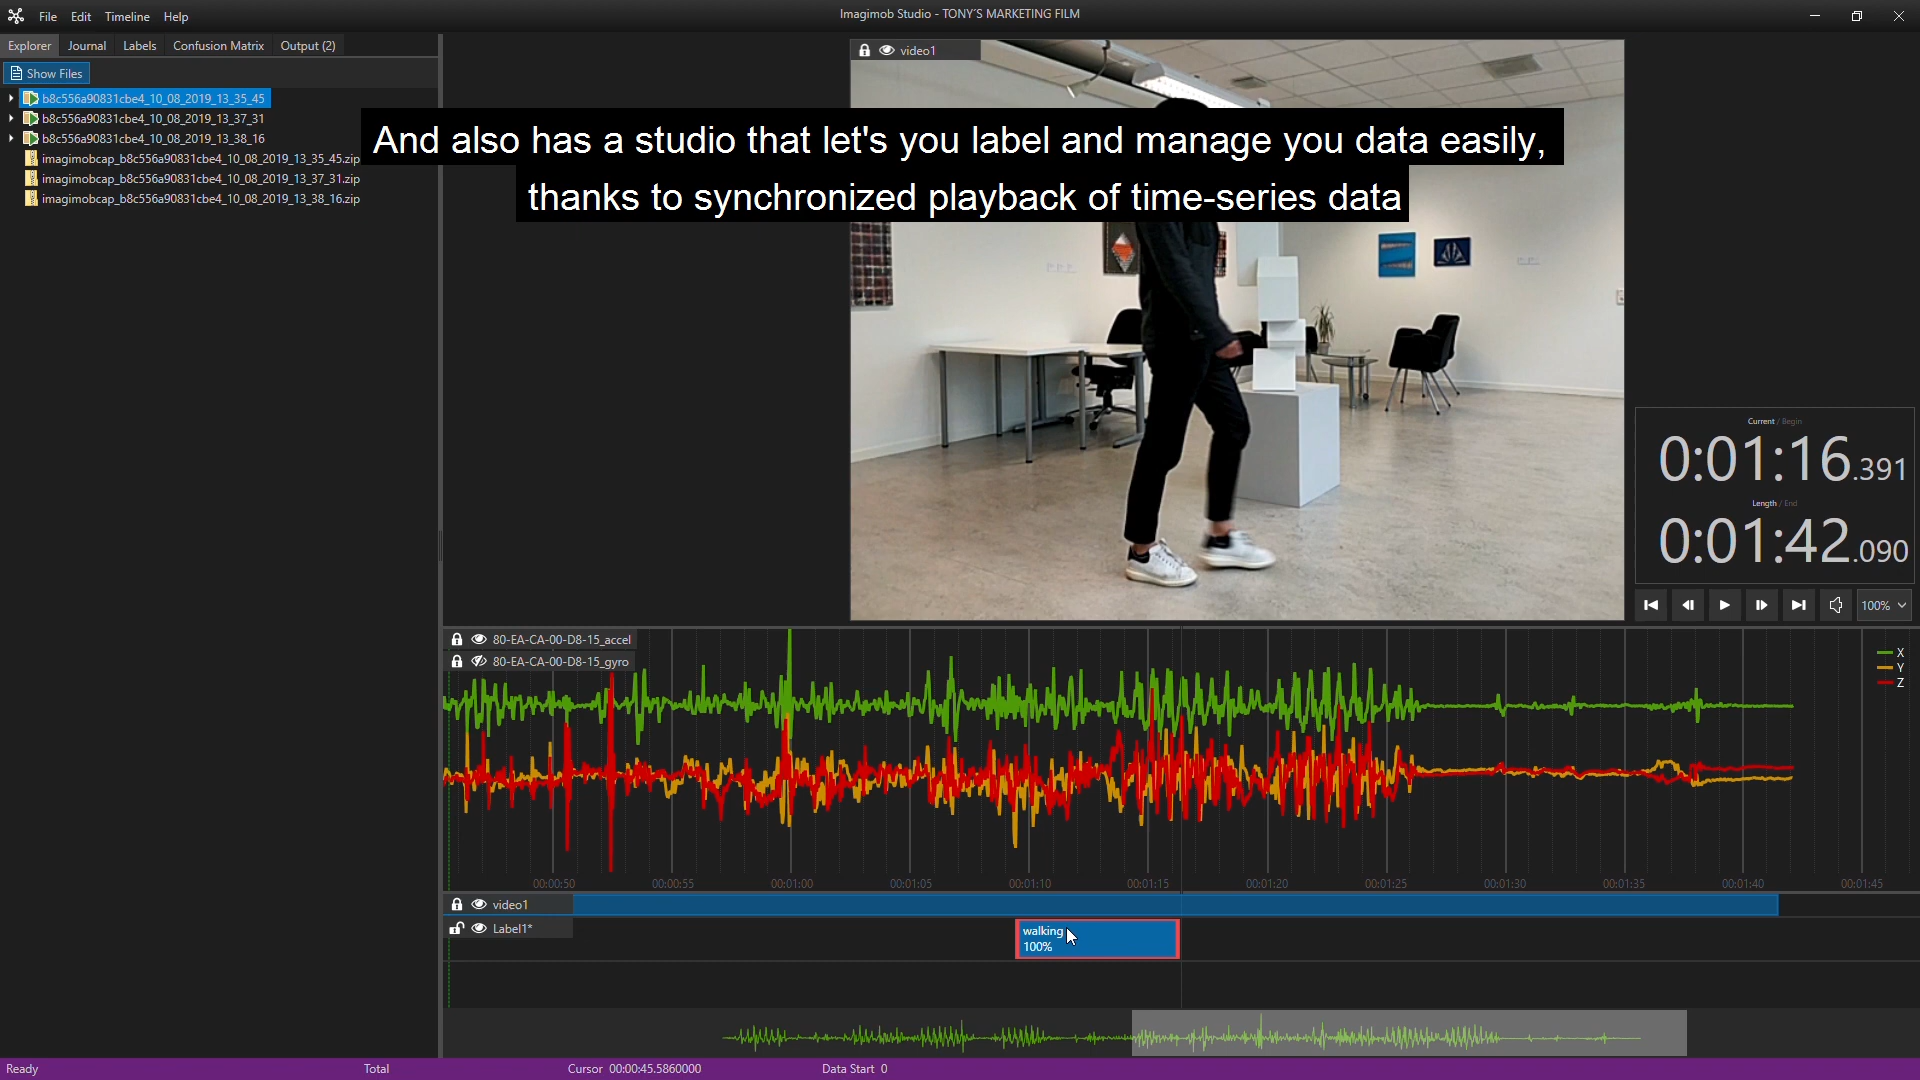 File Edit Timeline Help
Imagimob Studio - TONY'S MARKETING FILM
Explorer Journal Labels Confusion Matrix Output (2)
Show Files
b8c556a90831cbe4_10_08_2019_13_35_45
b8c556a90831cbe4_10_08_2019_13_37_31
b8c556a90831cbe4_10_08_2019_13_38_16
imagimobcap_b8c556a90831cbe4_10_08_2019_13_35_45.zip
imagimobcap_b8c556a90831cbe4_10_08_2019_13_37_31.zip
imagimobcap_b8c556a90831cbe4_10_08_2019_13_38_16.zip
video1
And also has a studio that let's you label and manage you data easily,
thanks to synchronized playback of time-series data
Current / Begin
0:01:16.391
Length / End
0:01:42.090
100%
80-EA-CA-00-D8-15_accel
80-EA-CA-00-D8-15_gyro
X
Y
Z
00:00:50 00:00:55 00:01:00 00:01:05 00:01:10 00:01:15 00:01:20 00:01:25 00:01:30 00:01:35 00:01:40 00:01:45
video1
Label1*
walking
100%
Ready Total Cursor 00:00:45.5860000 Data Start 0